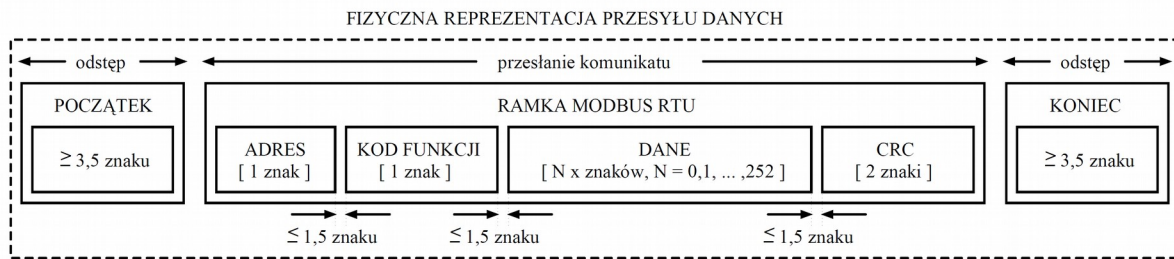 FIZYCZNA REPREZENTACJA PRZESYŁU DANYCH
odstęp
przesłanie komunikatu
odstęp
POCZĄTEK
≥ 3,5 znaku
RAMKA MODBUS RTU
ADRES
[ 1 znak ]
KOD FUNKCJI
[ 1 znak ]
DANE
[ N x znaków, N = 0,1, ... ,252 ]
CRC
[ 2 znaki ]
KONIEC
≥ 3,5 znaku
≤ 1,5 znaku
≤ 1,5 znaku
≤ 1,5 znaku